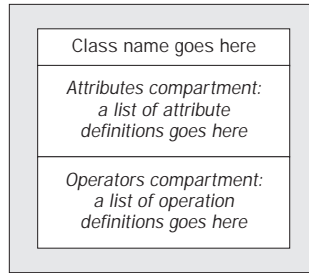 Class name goes here
Attributes compartment:
a list of attribute
definitions goes here
Operators compartment:
a list of operation
definitions goes here